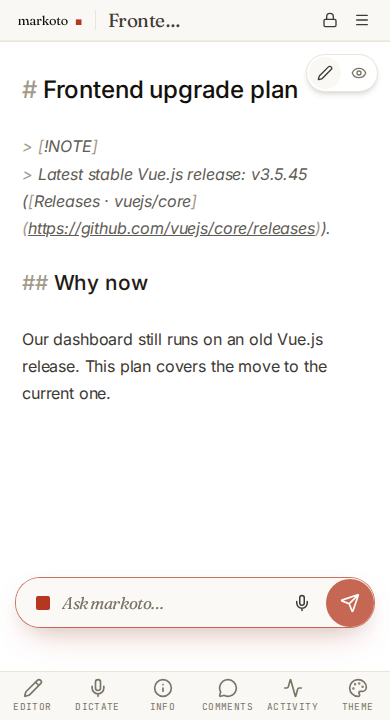 markoto
Fronte...
# Frontend upgrade plan
> [!NOTE]
> Latest stable Vue.js release: v3.5.45
([Releases · vuejs/core]
(https://github.com/vuejs/core/releases)).
## Why now
Our dashboard still runs on an old Vue.js
release. This plan covers the move to the
current one.
Ask markoto...
EDITOR DICTATE INFO COMMENTS ACTIVITY THEME